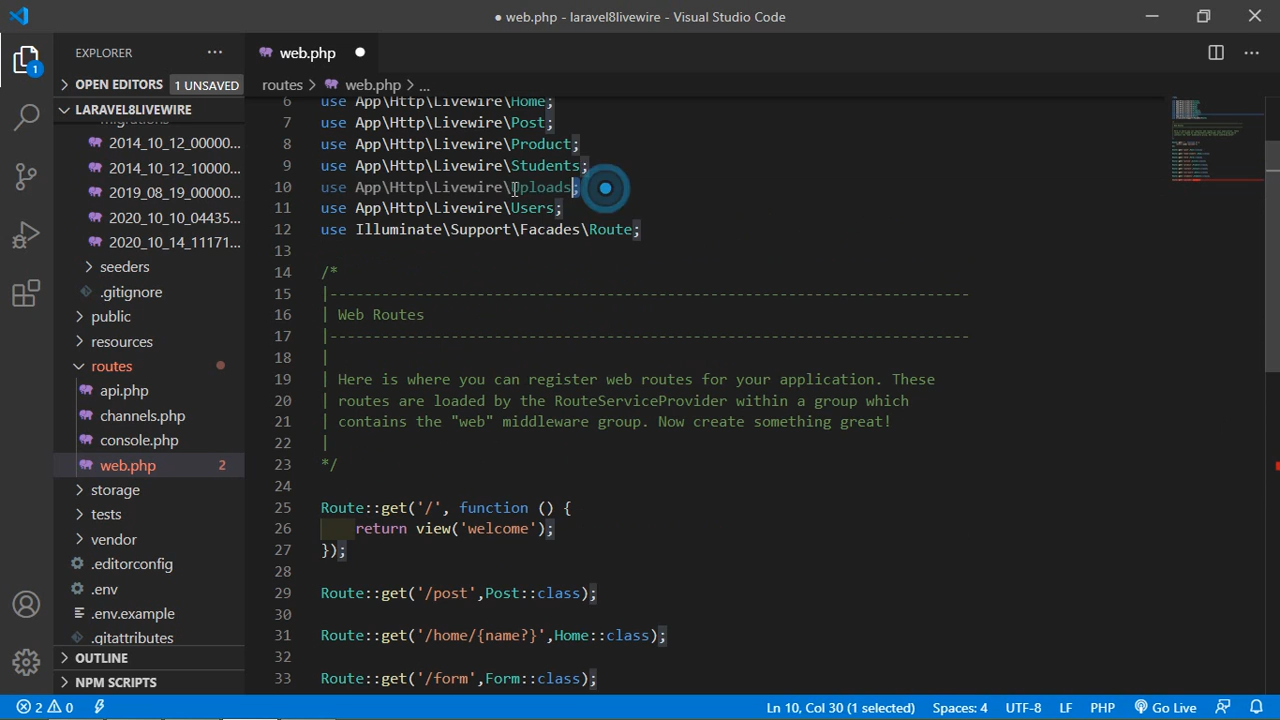 ● web.php - laravel8livewire - Visual Studio Code
EXPLORER
web.php
OPEN EDITORS 1 UNSAVED
routes > web.php > ...
LARAVEL8LIVEWIRE
1
2014_10_12_00000...
2014_10_12_10000...
2019_08_19_00000...
2020_10_10_04435...
2020_10_14_11171...
seeders
.gitignore
public
resources
routes
api.php
channels.php
console.php
web.php 2
storage
tests
vendor
.editorconfig
.env
.env.example
.gitattributes
OUTLINE
NPM SCRIPTS
6 use App\Http\Livewire\Home;
7 use App\Http\Livewire\Post;
8 use App\Http\Livewire\Product;
9 use App\Http\Livewire\Students;
10 use App\Http\Livewire\Uploads;
11 use App\Http\Livewire\Users;
12 use Illuminate\Support\Facades\Route;
13
14 /*
15 |--------------------------------------------------------------------------
16 | Web Routes
17 |--------------------------------------------------------------------------
18 |
19 | Here is where you can register web routes for your application. These
20 | routes are loaded by the RouteServiceProvider within a group which
21 | contains the "web" middleware group. Now create something great!
22 |
23 */
24
25 Route::get('/', function () {
26 return view('welcome');
27 });
28
29 Route::get('/post',Post::class);
30
31 Route::get('/home/{name?}',Home::class);
32
33 Route::get('/form',Form::class);
2 0 Ln 10, Col 30 (1 selected) Spaces: 4 UTF-8 LF PHP Go Live